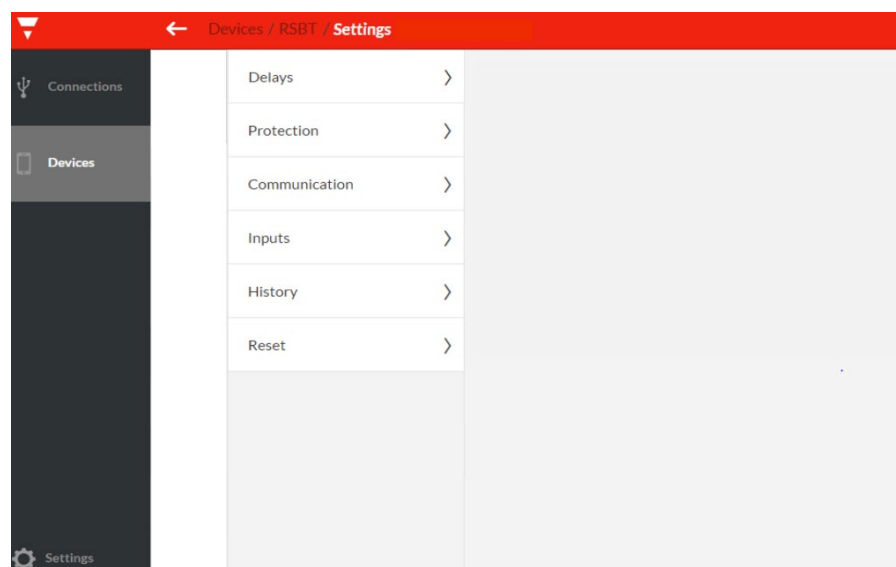 Devices / RSBT / Settings
Connections
Devices
Settings
Delays
Protection
Communication
Inputs
History
Reset